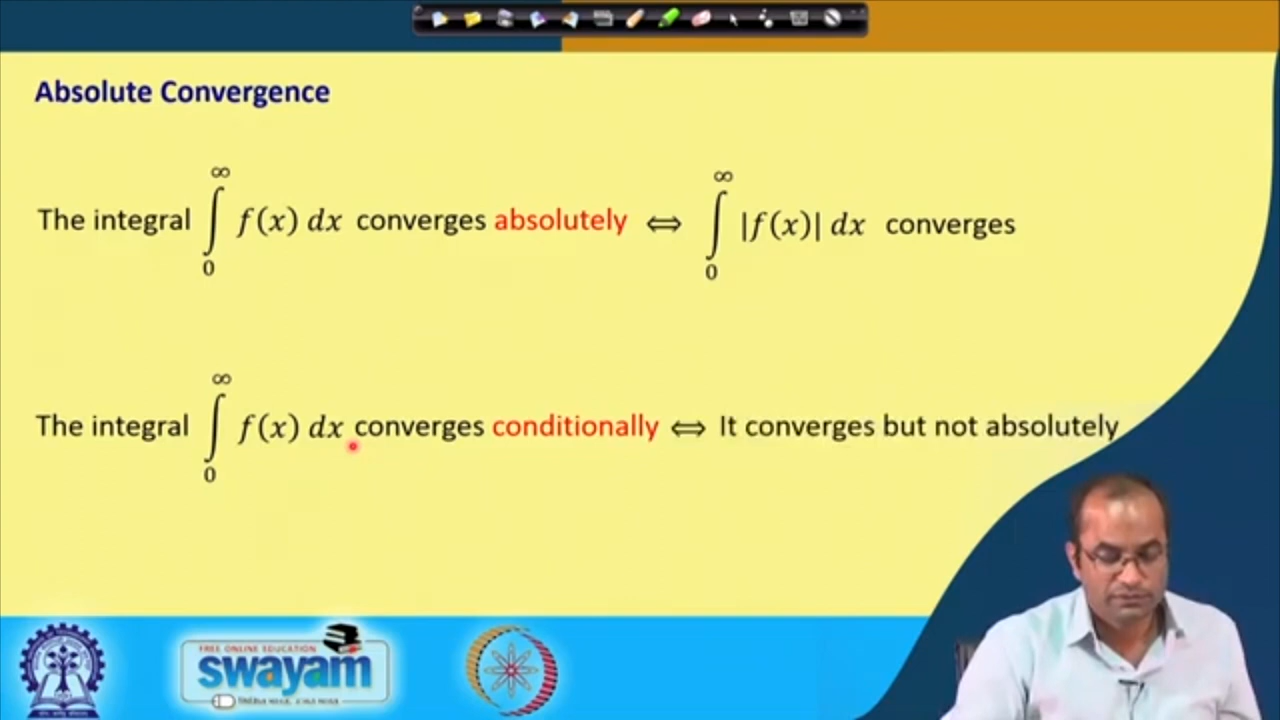 Absolute Convergence
The integral ∫₀^∞ f(x) dx converges absolutely ⟺ ∫₀^∞ |f(x)| dx converges
The integral ∫₀^∞ f(x) dx converges conditionally ⟺ It converges but not absolutely
FREE ONLINE EDUCATION
swayam